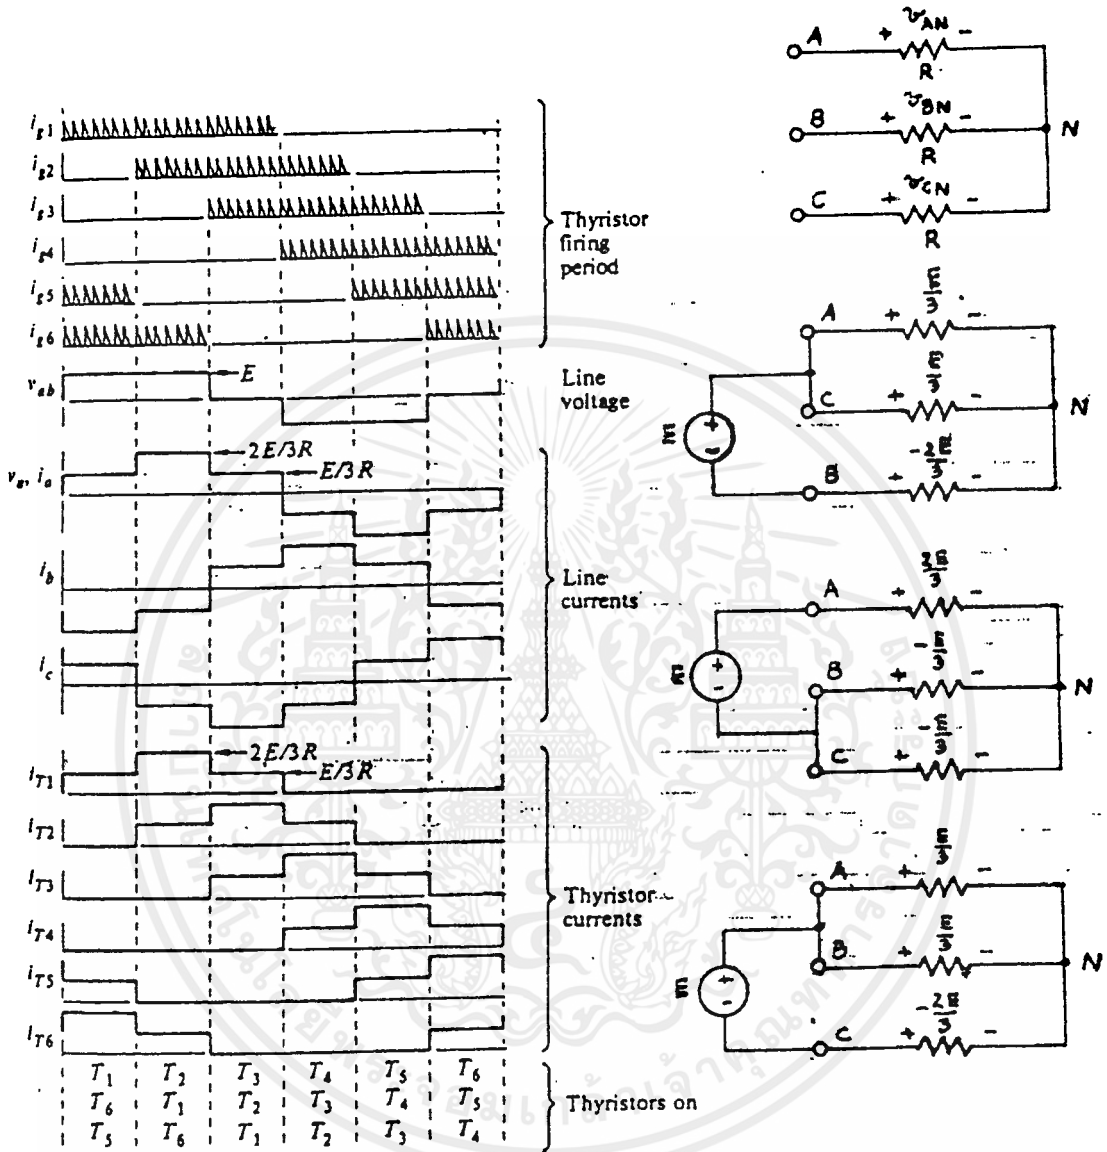 i_g1
i_g2
i_g3
i_g4
i_g5
i_g6
Thyristor
firing
period
v_ab
E
Line
voltage
v_g, i_a
2E/3R
E/3R
i_b
i_c
Line
currents
i_T1
2E/3R
E/3R
i_T2
i_T3
i_T4
i_T5
i_T6
Thyristor
currents
T_1 T_2 T_3 T_4 T_5 T_6
T_6 T_1 T_2 T_3 T_4 T_5
T_5 T_6 T_1 T_2 T_3 T_4
Thyristors on
A + v_AN -
R
B + v_BN - N
R
C + v_CN -
R
E/3
A + -
E/3
C + - N
E
-2E/3
B + -
2E/3
A + -
E
-E/3
B + - N
-E/3
C + -
E/3
A + -
E/3
B + - N
E
-2E/3
C + -